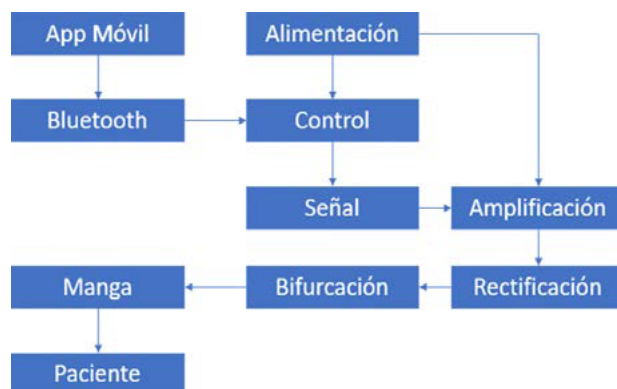 App Móvil
Alimentación
Bluetooth
Control
Señal
Amplificación
Manga
Bifurcación
Rectificación
Paciente